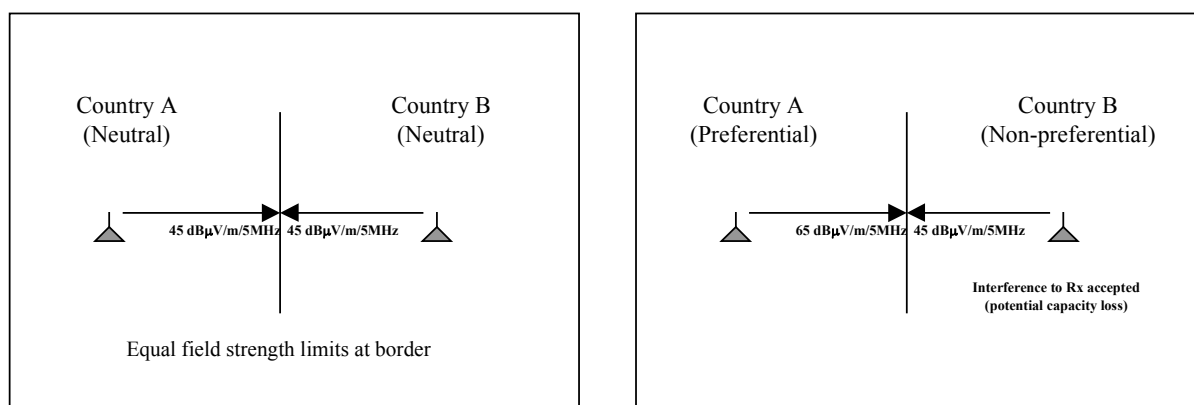 Country A
(Neutral)
Country B
(Neutral)
45 dBμV/m/5MHz
45 dBμV/m/5MHz
Equal field strength limits at border
Country A
(Preferential)
Country B
(Non-preferential)
65 dBμV/m/5MHz
45 dBμV/m/5MHz
Interference to Rx accepted
(potential capacity loss)